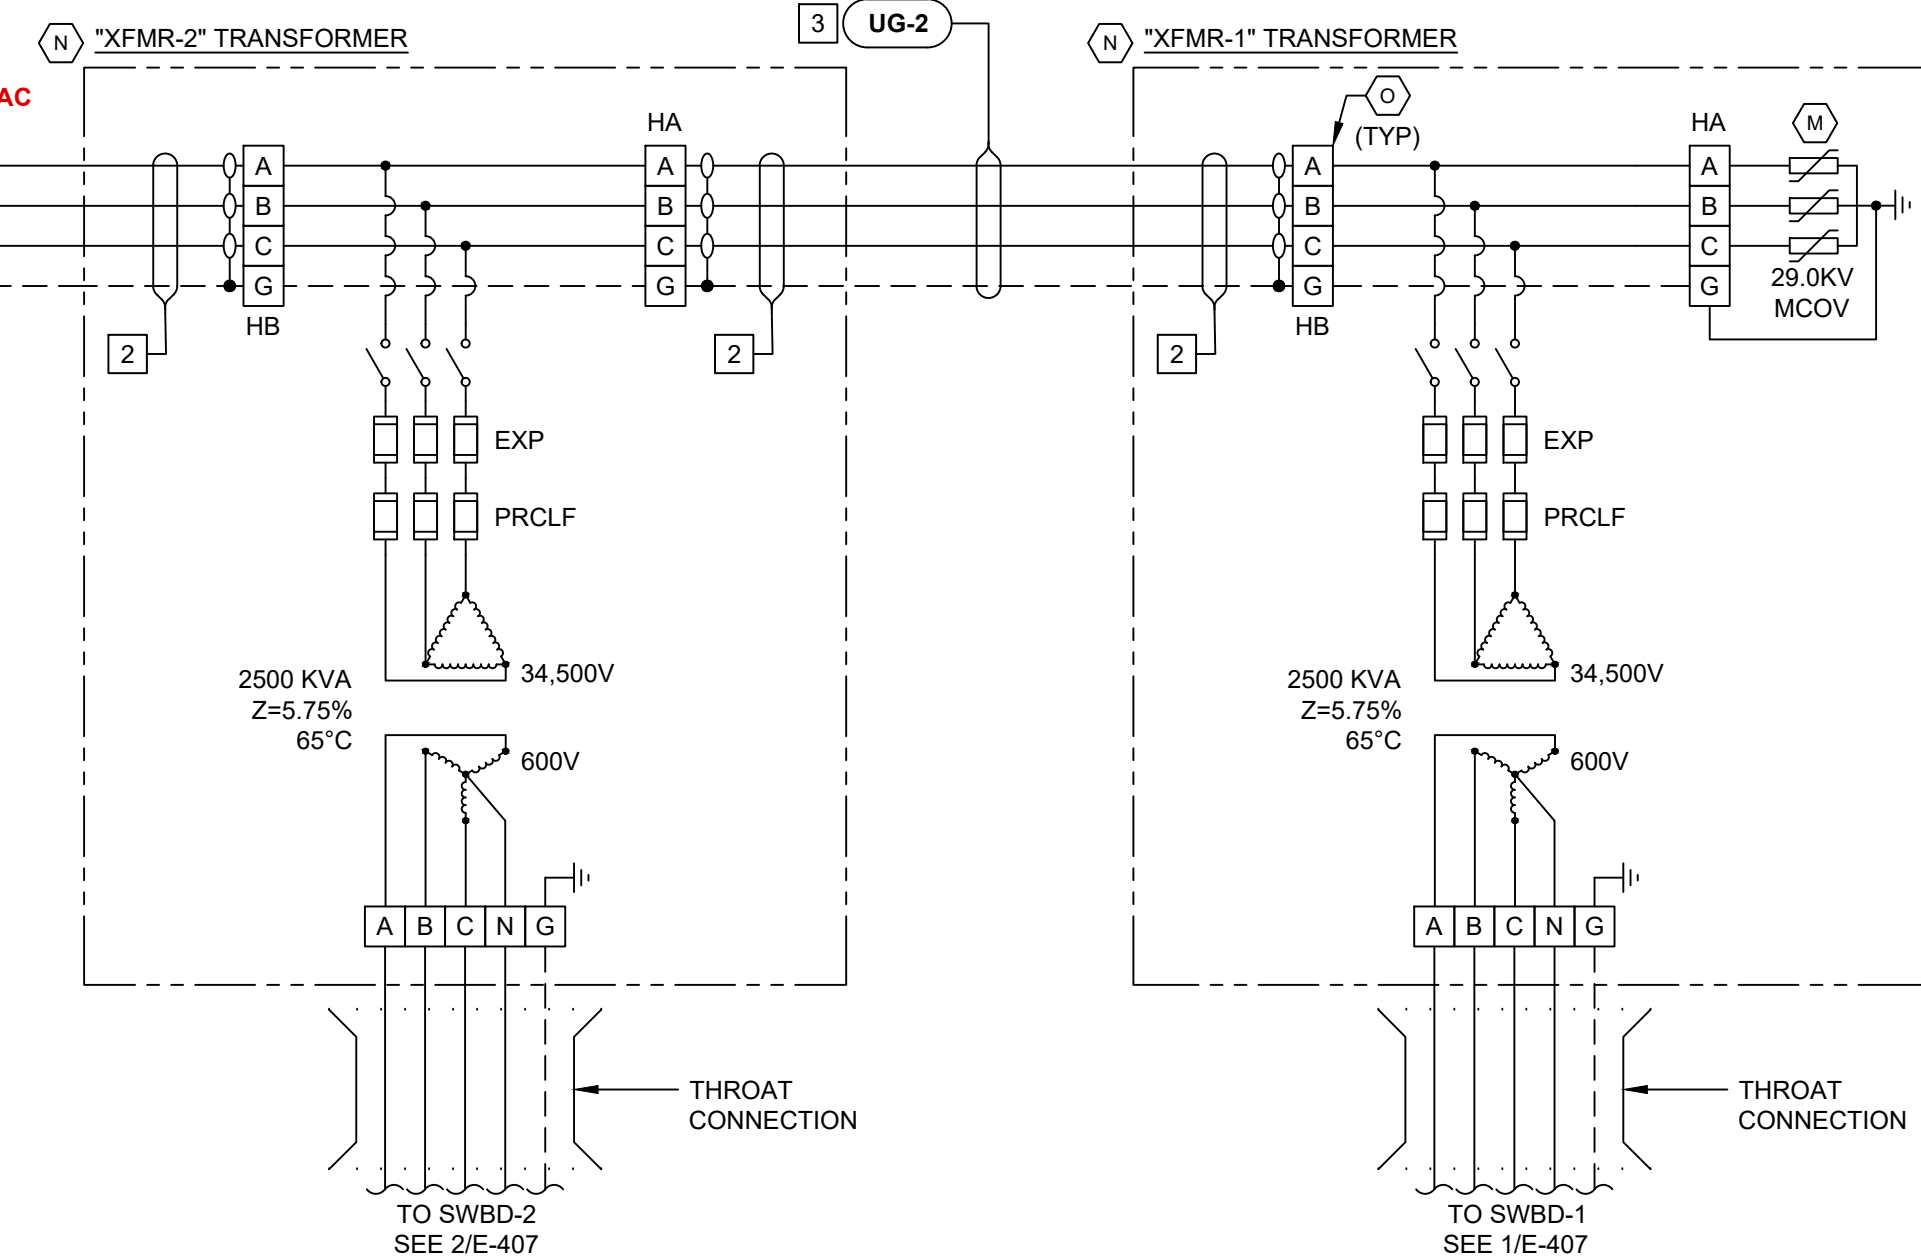 N "XFMR-2" TRANSFORMER
3 UG-2
N "XFMR-1" TRANSFORMER
AC
O
(TYP)
HA
HA
M
A
B
C
G
HB
2
A
B
C
G
2
2
A
B
C
G
HB
A
B
C
G
29.0KV
MCOV
EXP
PRCLF
EXP
PRCLF
34,500V
2500 KVA
Z=5.75%
65°C
600V
34,500V
2500 KVA
Z=5.75%
65°C
600V
A B C N G
A B C N G
THROAT
CONNECTION
THROAT
CONNECTION
TO SWBD-2
SEE 2/E-407
TO SWBD-1
SEE 1/E-407